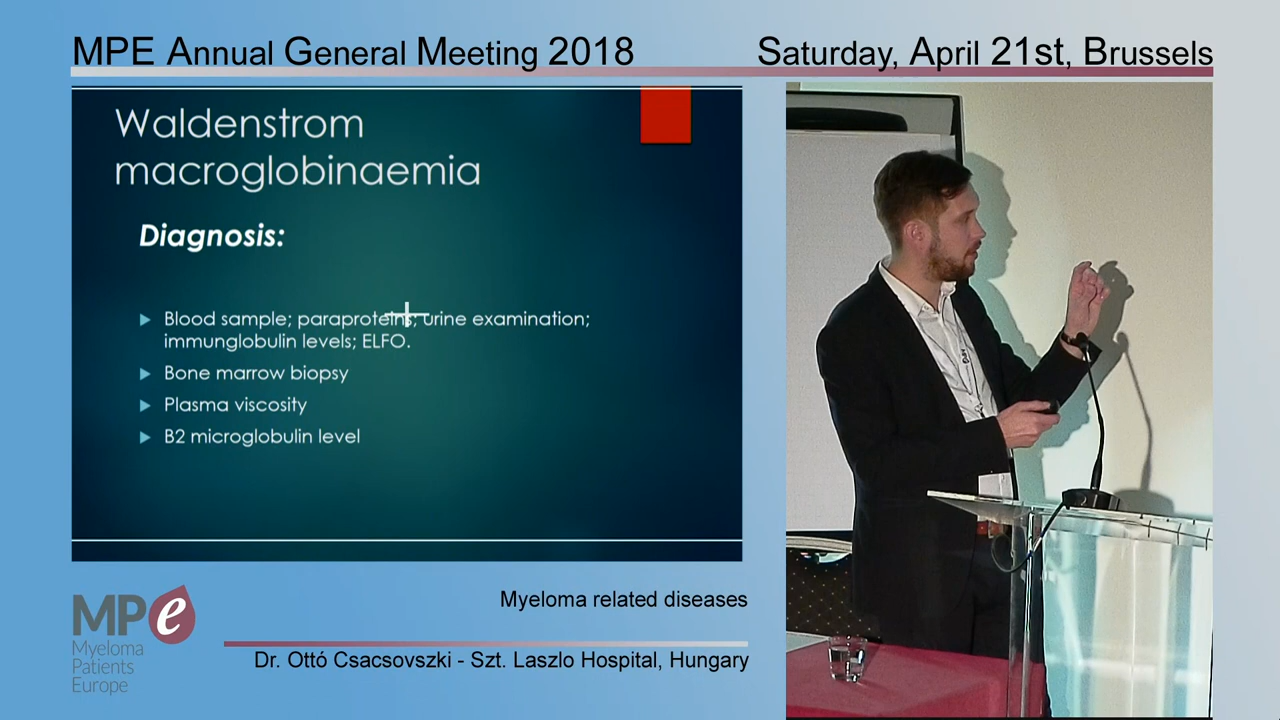 MPE Annual General Meeting 2018
Saturday, April 21st, Brussels
Waldenstrom
macroglobinaemia
Diagnosis:
Blood sample; paraproteins; urine examination;
immunglobulin levels; ELFO.
Bone marrow biopsy
Plasma viscosity
B2 microglobulin level
Myeloma related diseases
MPe
Myeloma
Patients
Europe
Dr. Ottó Csacsovszki - Szt. Laszlo Hospital, Hungary